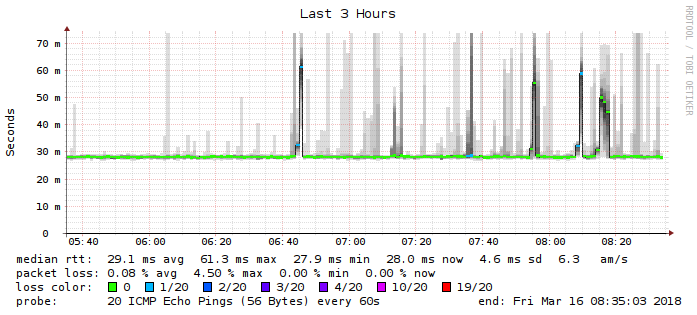 Last 3 Hours
RRDTOOL / TOBI OETIKER
Seconds
70 m
60 m
50 m
40 m
30 m
20 m
10 m
0
05:40 06:00 06:20 06:40 07:00 07:20 07:40 08:00 08:20
median rtt: 29.1 ms avg 61.3 ms max 27.9 ms min 28.0 ms now 4.6 ms sd 6.3 am/s
packet loss: 0.08 % avg 4.50 % max 0.00 % min 0.00 % now
loss color: 0 1/20 2/20 3/20 4/20 10/20 19/20
probe: 20 ICMP Echo Pings (56 Bytes) every 60s end: Fri Mar 16 08:35:03 2018